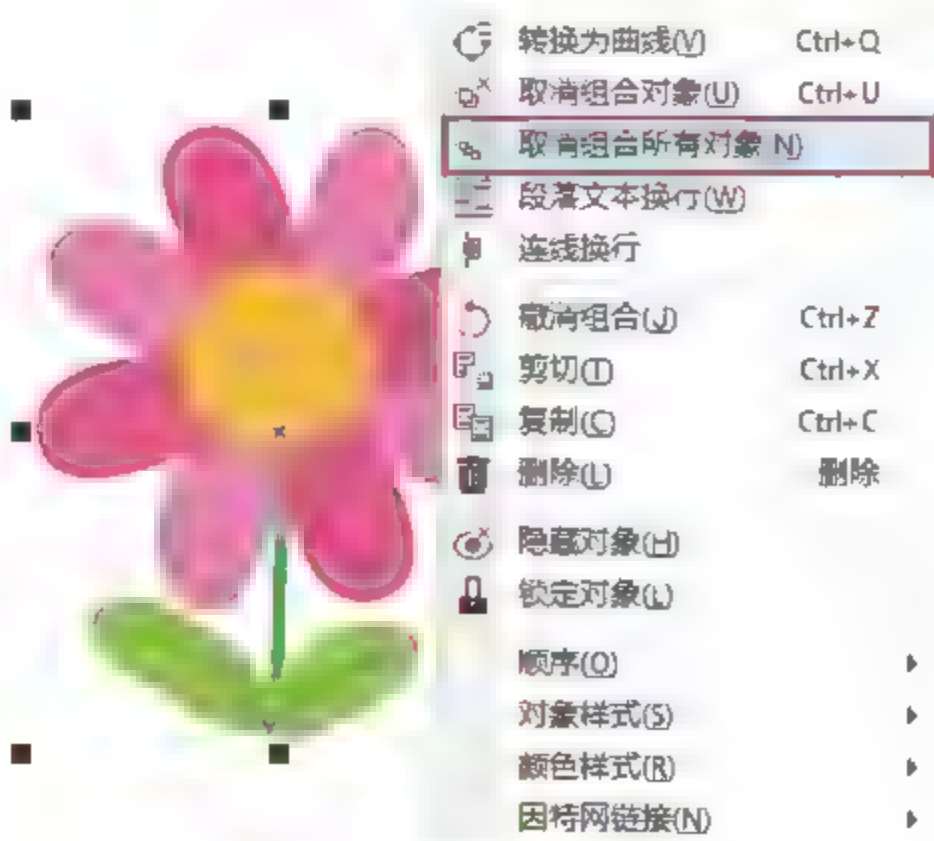 转换为曲线(V) Ctrl+Q
取消组合对象(U) Ctrl+U
取消组合所有对象 N)
段落文本换行(W)
连线换行
撤消组合(J) Ctrl+Z
剪切(T) Ctrl+X
复制(C) Ctrl+C
删除(L) 删除
隐藏对象(H)
锁定对象(L)
顺序(O)
对象样式(S)
颜色样式(R)
因特网链接(N)